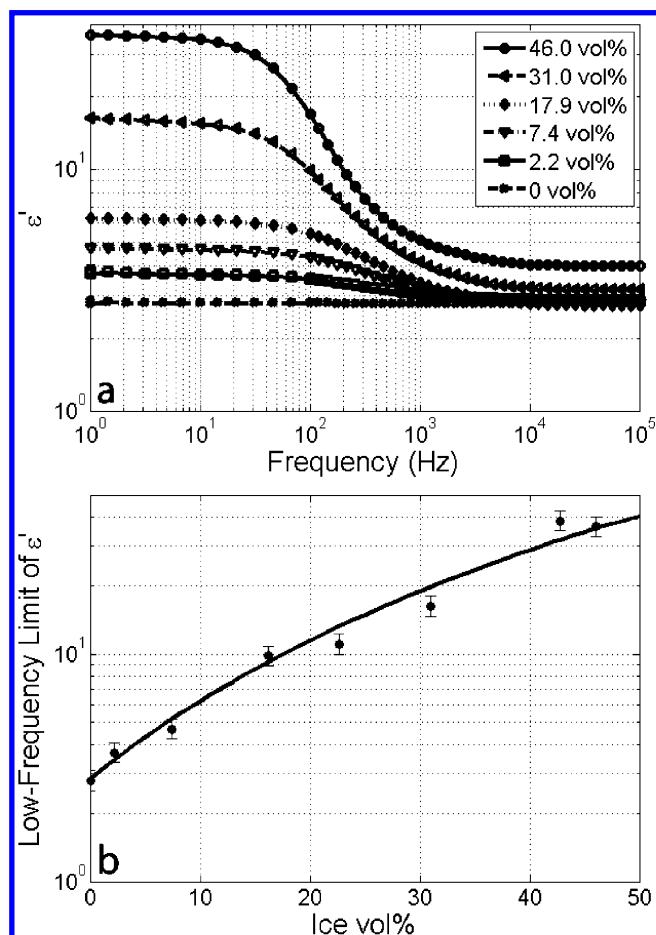 46.0 vol%
31.0 vol%
17.9 vol%
7.4 vol%
2.2 vol%
0 vol%
10¹
ε'
10⁰
a
10⁰ 10¹ 10² 10³ 10⁴ 10⁵
Frequency (Hz)
Low-Frequency Limit of ε'
10¹
10⁰
b
0 10 20 30 40 50
Ice vol%